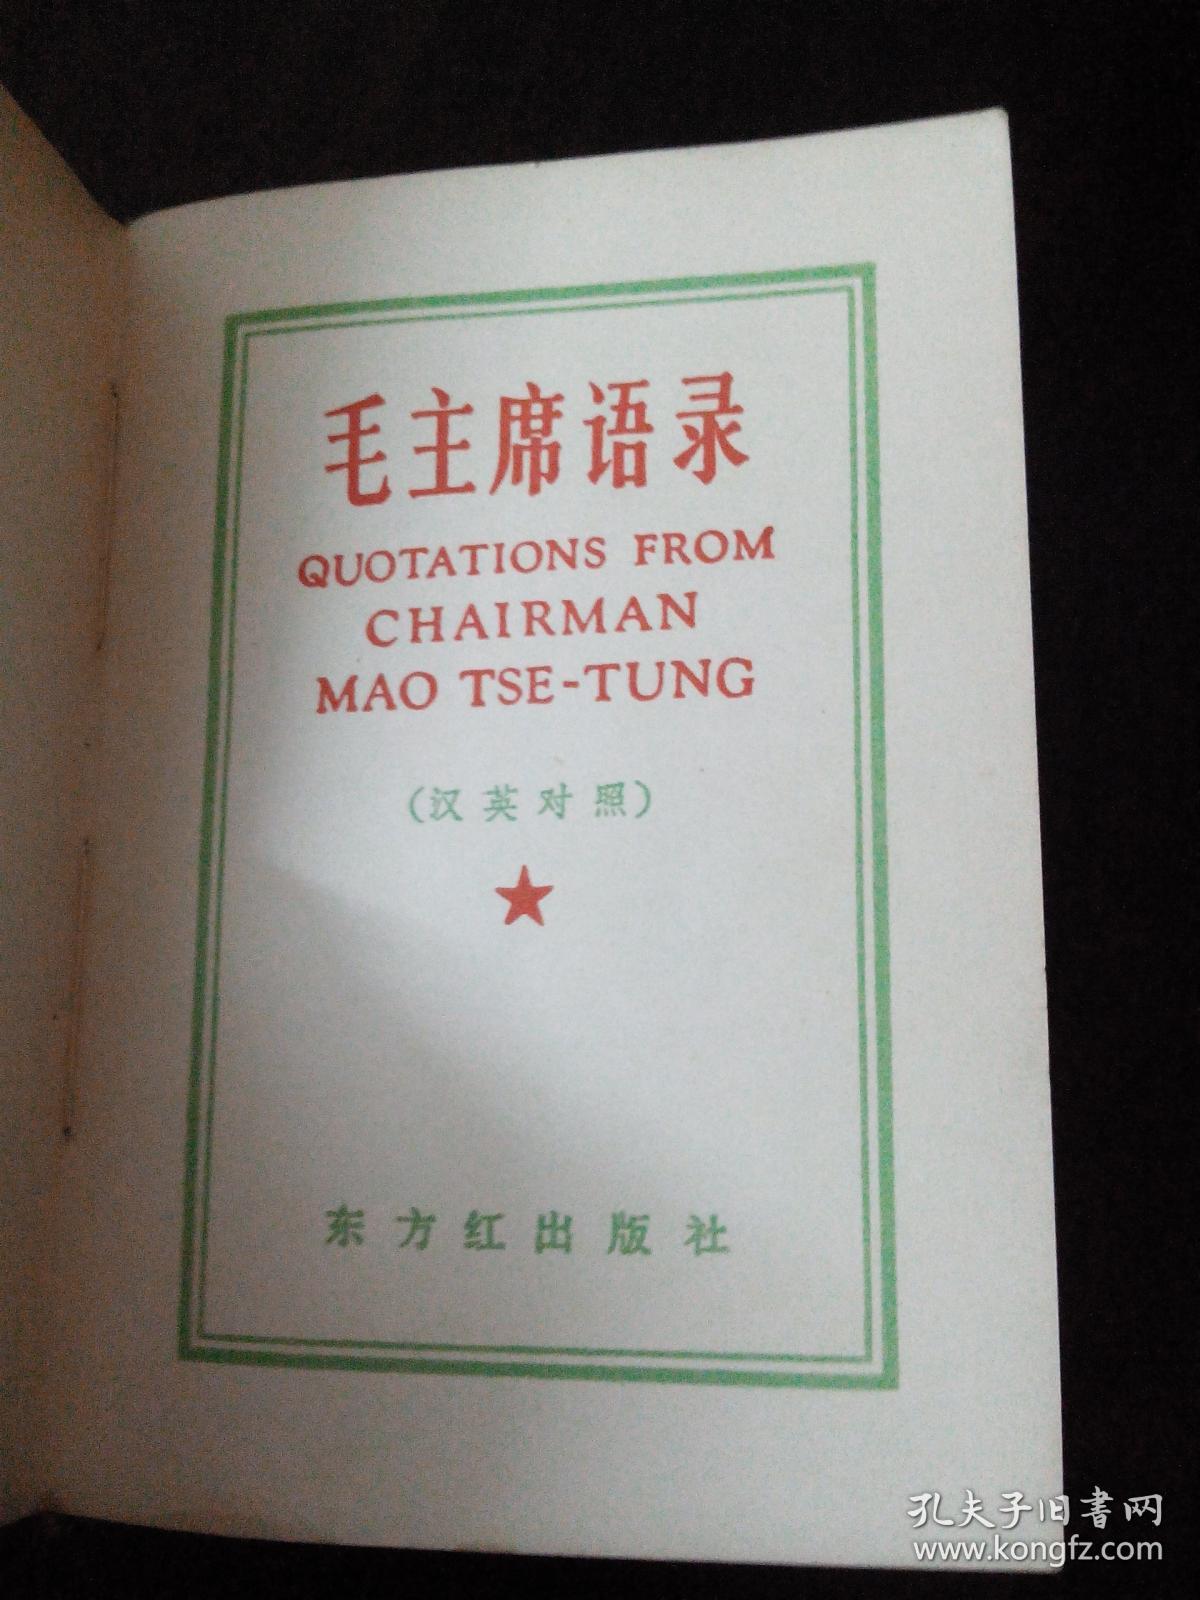 毛主席语录
QUOTATIONS FROM
CHAIRMAN
MAO TSE-TUNG
（汉英对照）
东方红出版社
孔夫子旧书网
www.kongfz.com